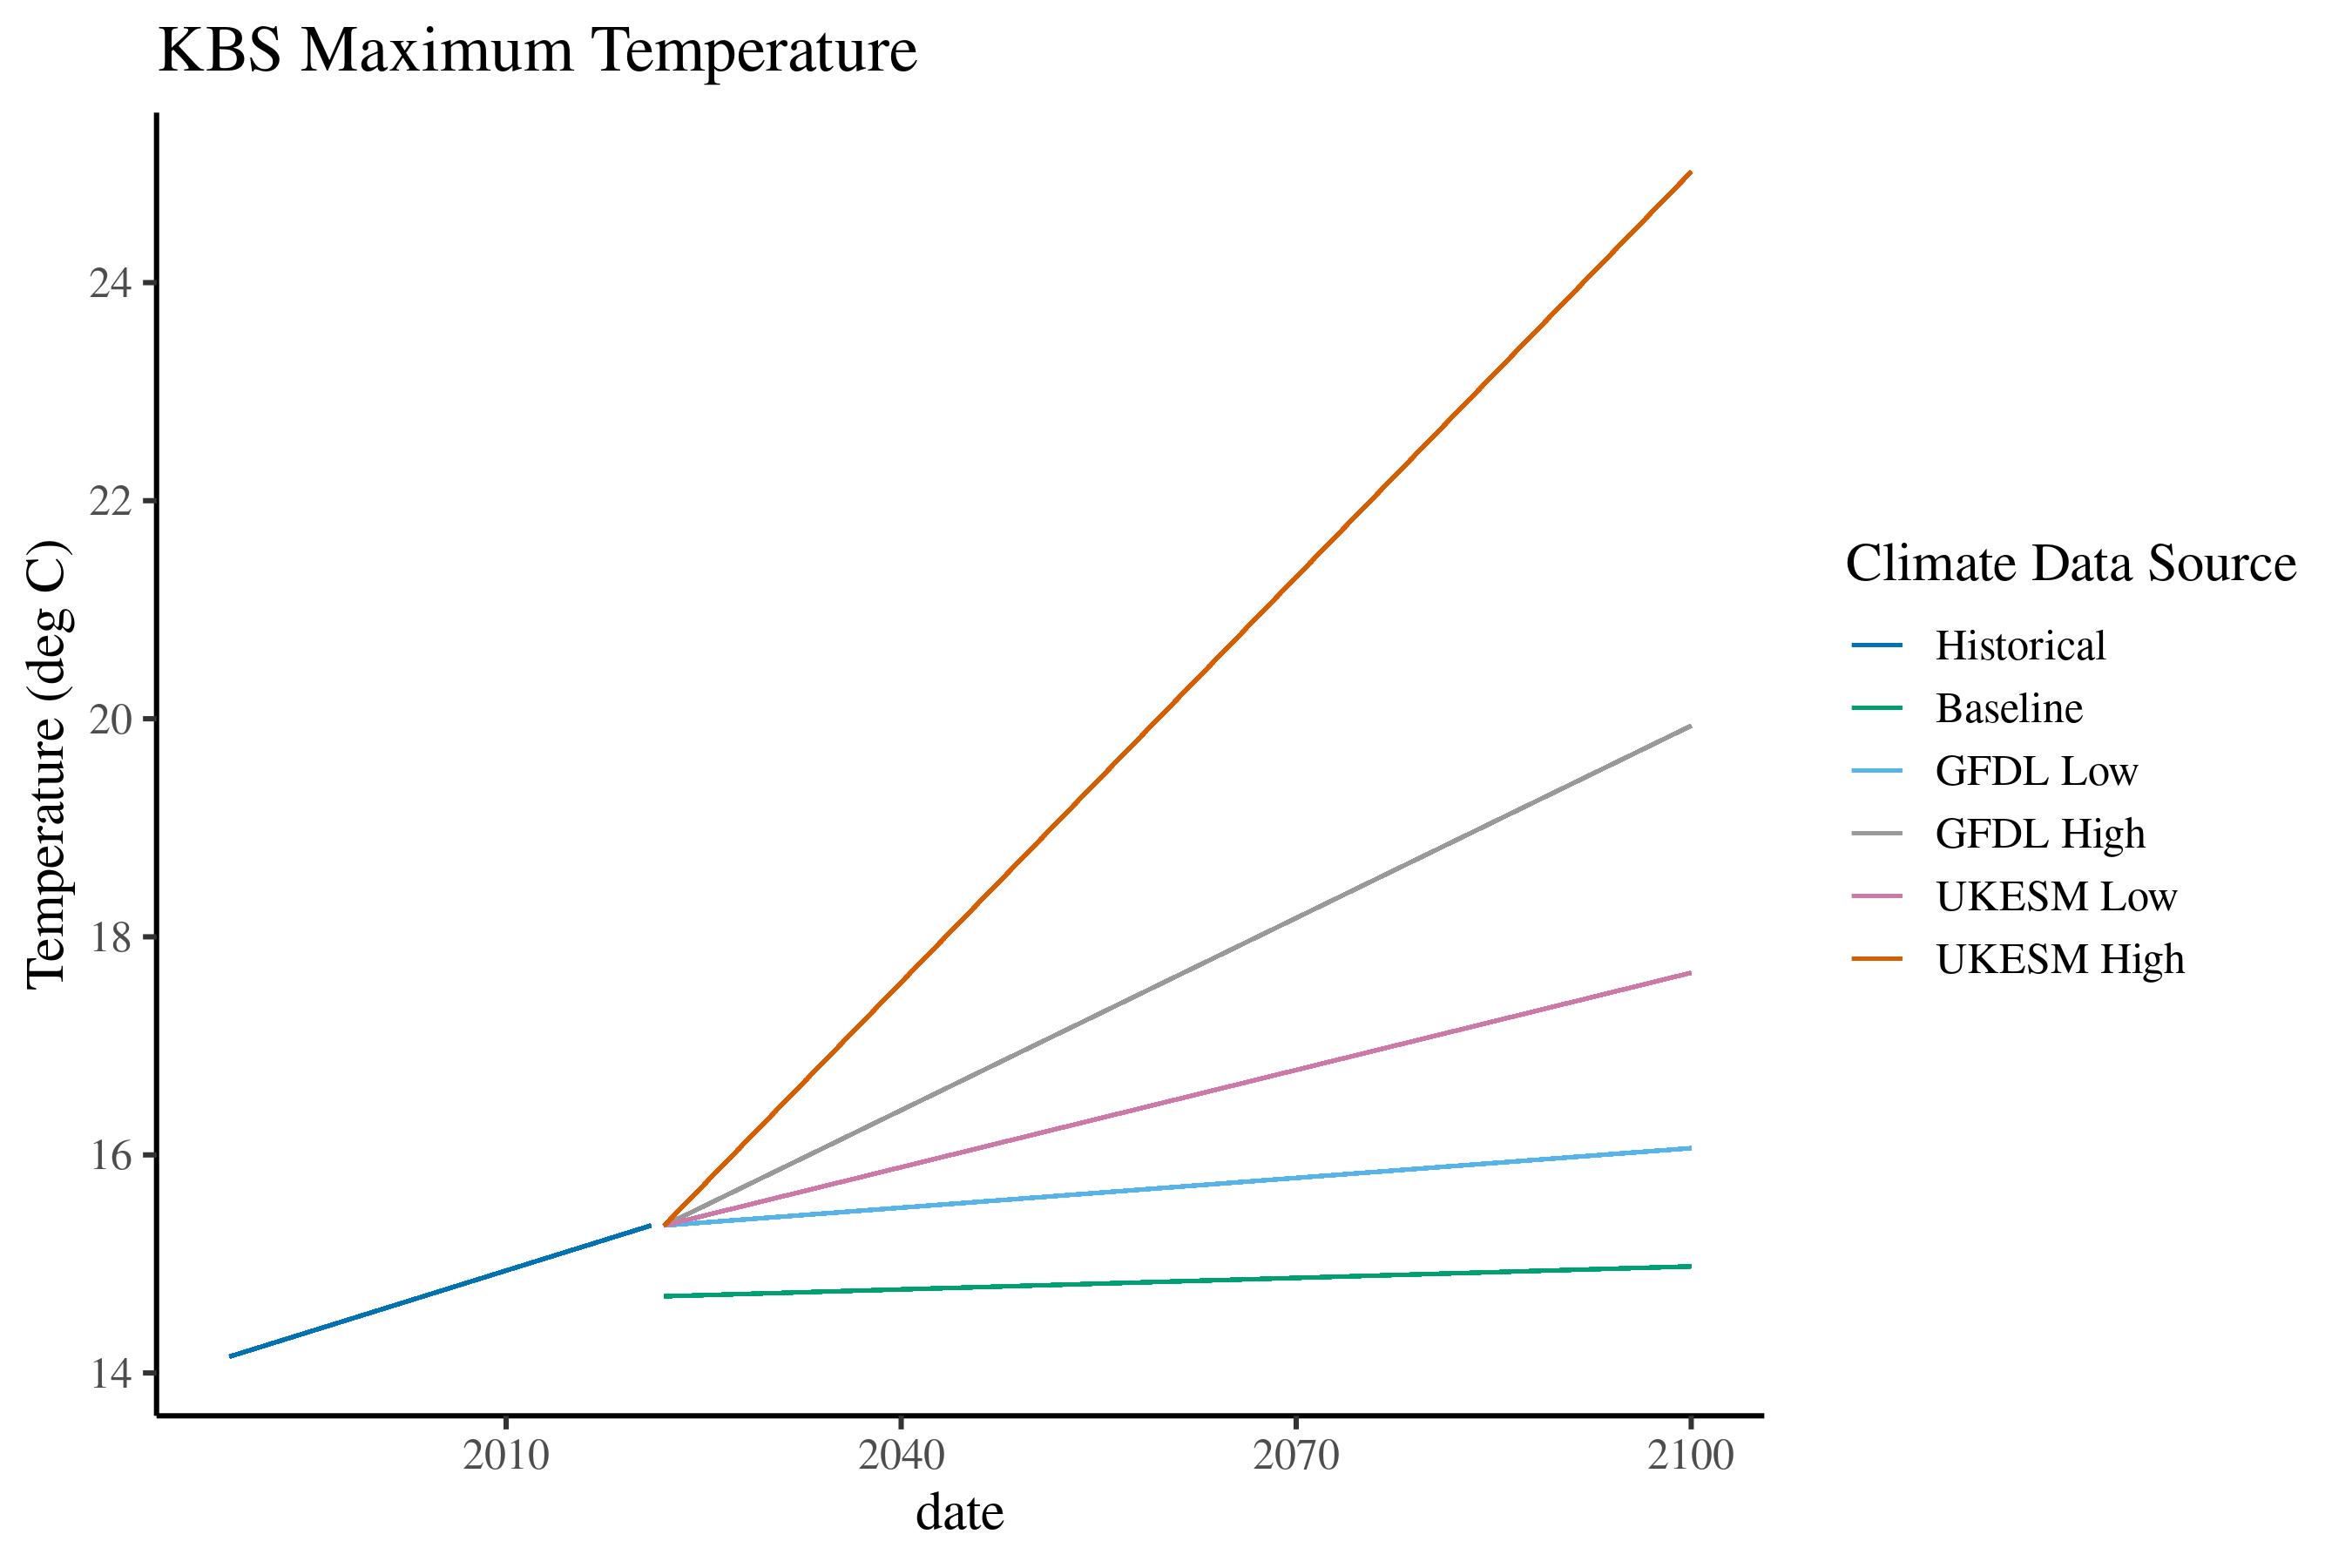 KBS Maximum Temperature
Temperature (deg C)
24
22
20
18
16
14
2010
2040
2070
2100
date
Climate Data Source
Historical
Baseline
GFDL Low
GFDL High
UKESM Low
UKESM High